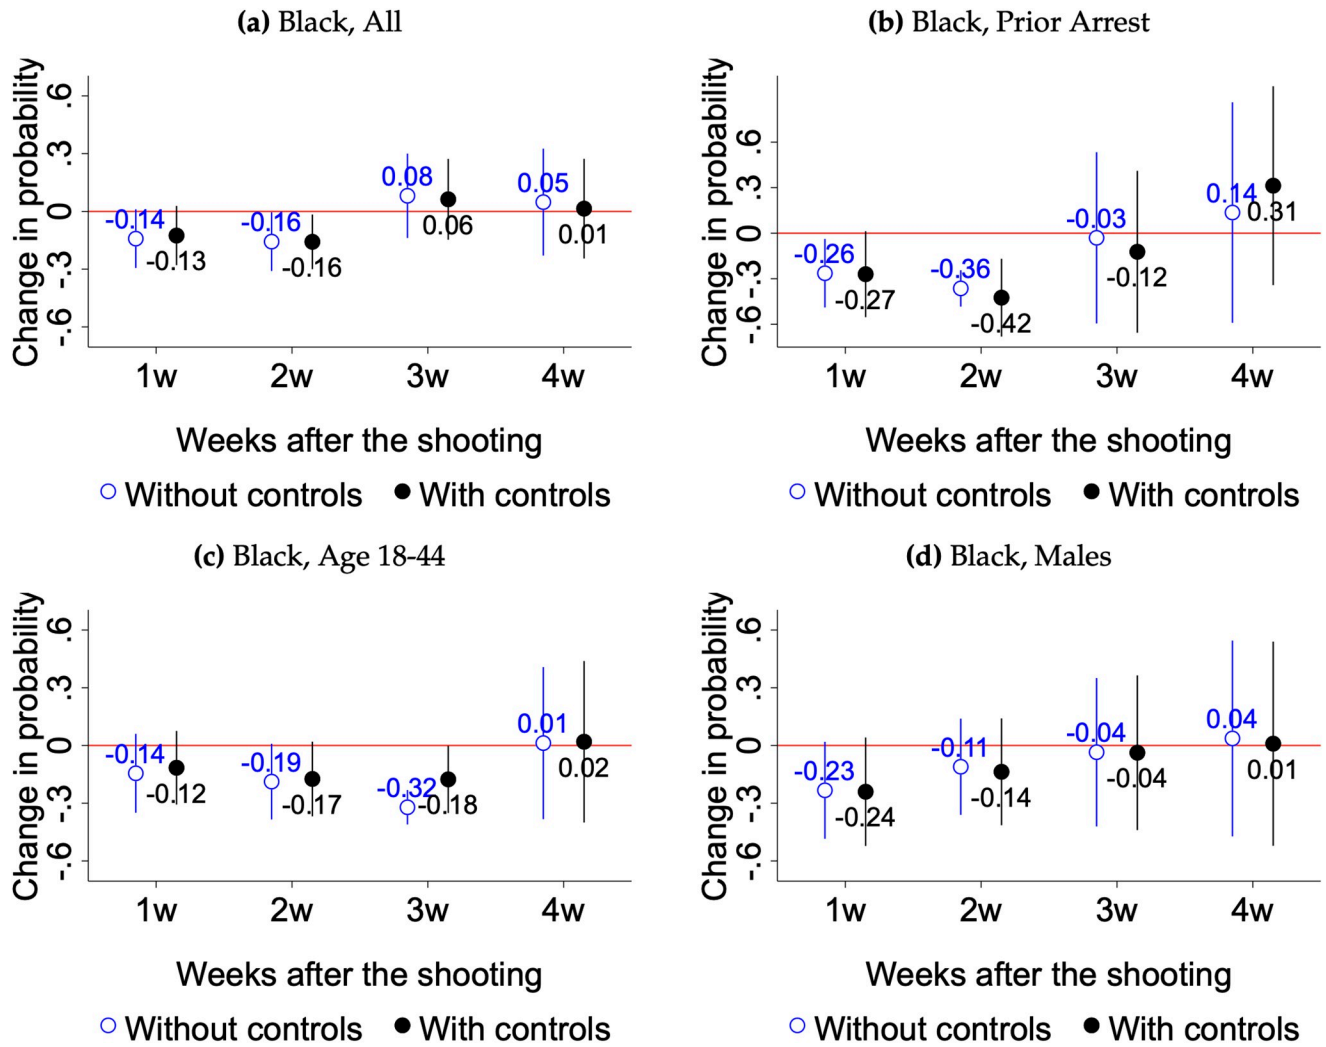 (a) Black, All
Change in probability
.6
.3
0
-.3
-.6
-0.14
-0.13
-0.16
-0.16
0.08
0.06
0.05
0.01
1w 2w 3w 4w
Weeks after the shooting
Without controls With controls
(b) Black, Prior Arrest
Change in probability
.6
.3
0
-.3
-.6
-0.26
-0.27
-0.36
-0.42
-0.03
-0.12
0.14
0.31
1w 2w 3w 4w
Weeks after the shooting
Without controls With controls
(c) Black, Age 18-44
Change in probability
.6
.3
0
-.3
-.6
-0.14
-0.12
-0.19
-0.17
-0.32
-0.18
0.01
0.02
1w 2w 3w 4w
Weeks after the shooting
Without controls With controls
(d) Black, Males
Change in probability
.6
.3
0
-.3
-.6
-0.23
-0.24
-0.11
-0.14
-0.04
-0.04
0.04
0.01
1w 2w 3w 4w
Weeks after the shooting
Without controls With controls